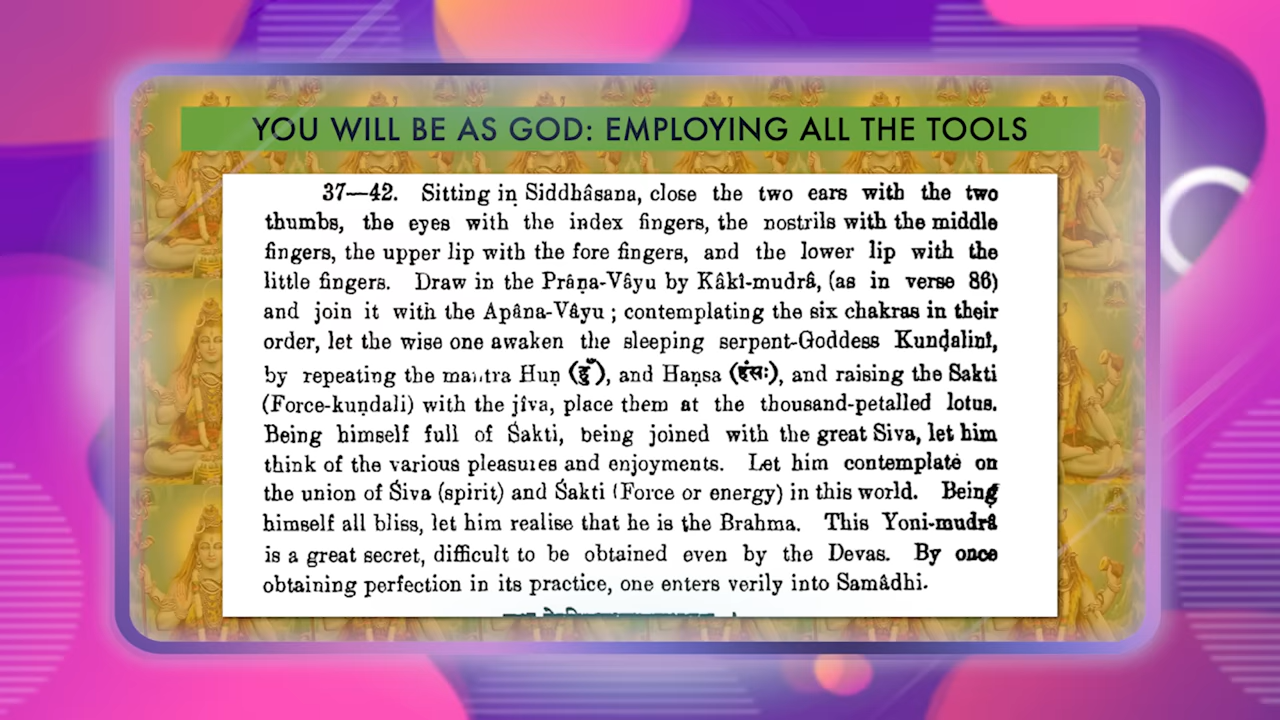 YOU WILL BE AS GOD: EMPLOYING ALL THE TOOLS
37—42. Sitting in Siddhâsana, close the two ears with the two
thumbs, the eyes with the index fingers, the nostrils with the middle
fingers, the upper lip with the fore fingers, and the lower lip with the
little fingers. Draw in the Prâṇa-Vâyu by Kâkî-mudrâ, (as in verse 86)
and join it with the Apâna-Vâyu ; contemplating the six chakras in their
order, let the wise one awaken the sleeping serpent-Goddess Kuṇḍalinî,
by repeating the mantra Huṇ (हुँ), and Haṇsa (हंसः), and raising the Sakti
(Force-kuṇdali) with the jîva, place them at the thousand-petalled lotus.
Being himself full of Śakti, being joined with the great Siva, let him
think of the various pleasures and enjoyments. Let him contemplate on
the union of Śiva (spirit) and Śakti (Force or energy) in this world. Being
himself all bliss, let him realise that he is the Brahma. This Yoni-mudrâ
is a great secret, difficult to be obtained even by the Devas. By once
obtaining perfection in its practice, one enters verily into Samâdhi.